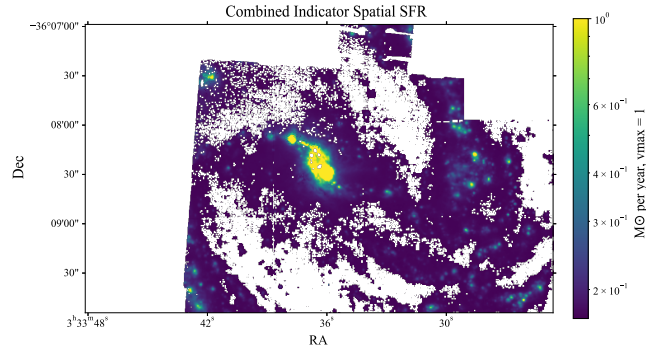 Combined Indicator Spatial SFR
−36°07′00″
30″
08′00″
30″
09′00″
30″
Dec
3ʰ33ᵐ48ˢ
42ˢ
36ˢ
30ˢ
RA
10⁰
6 × 10⁻¹
4 × 10⁻¹
3 × 10⁻¹
2 × 10⁻¹
M⊙ per year, vmax = 1